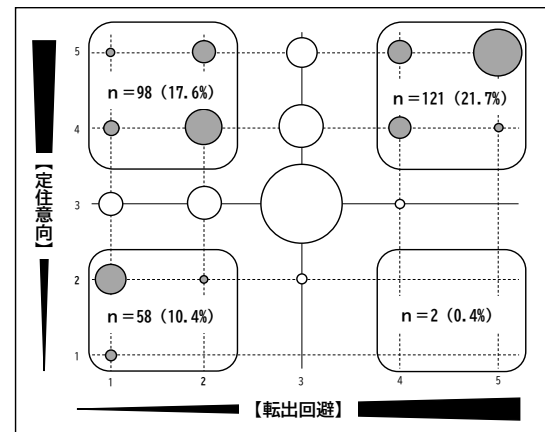 5
n＝98（17.6%）
n＝121（21.7%）
4
【定住意向】
3
2
n＝58（10.4%）
n＝2（0.4%）
1
1 2 3 4 5
【転出回避】